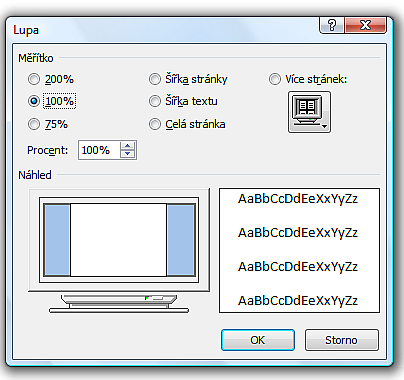 Lupa
Měřítko
200% Šířka stránky Více stránek:
100% Šířka textu
75% Celá stránka
Procent: 100%
Náhled
AaBbCcDdEeXxYyZz
AaBbCcDdEeXxYyZz
AaBbCcDdEeXxYyZz
AaBbCcDdEeXxYyZz
OK Storno